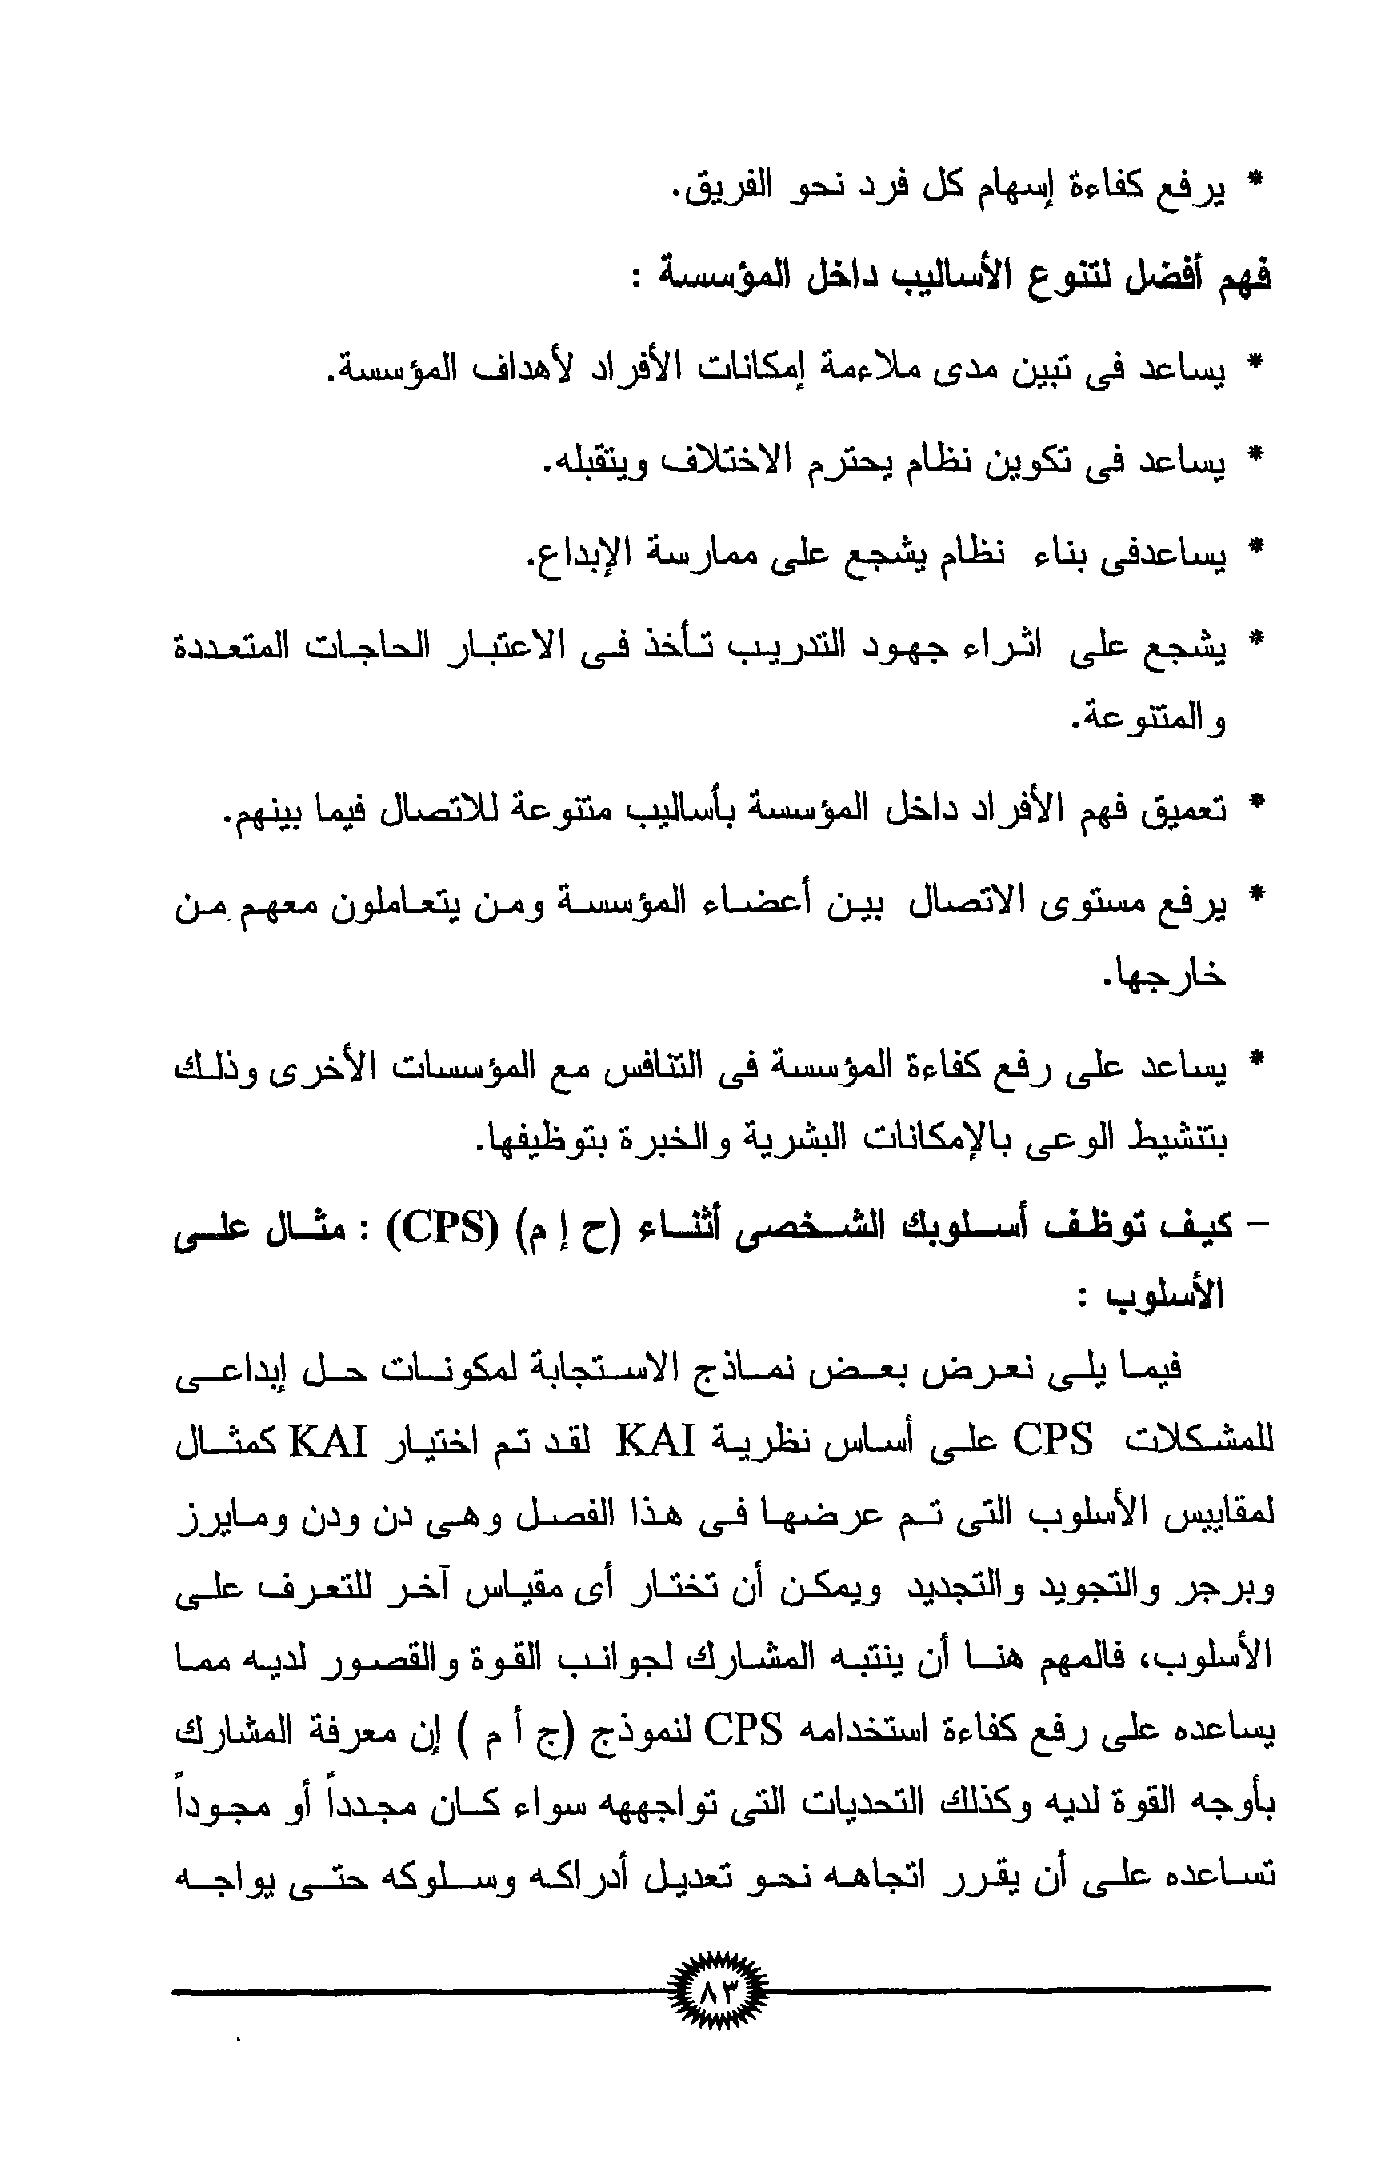 * يرفع كفاءة إسهام كل فرد نحو الفريق.
فهم أفضل لتنوع الأساليب داخل المؤسسة :
* يساعد فى تبين مدى ملاءمة إمكانات الأفراد لأهداف المؤسسة.
* يساعد فى تكوين نظام يحترم الاختلاف ويتقبله.
* يساعدفى بناء نظام يشجع على ممارسة الإبداع.
* يشجع على اثراء جهود التدريب تأخذ فى الاعتبار الحاجات المتعددة
والمتنوعة.
* تعميق فهم الأفراد داخل المؤسسة بأساليب متنوعة للاتصال فيما بينهم.
* يرفع مستوى الاتصال بين أعضاء المؤسسة ومن يتعاملون معهم من
خارجها.
* يساعد على رفع كفاءة المؤسسة فى التنافس مع المؤسسات الأخرى وذلك
بتنشيط الوعى بالإمكانات البشرية والخبرة بتوظيفها.
- كيف توظف أسلوبك الشخصى أثناء (ح إ م) (CPS) : مثال على
الأسلوب :
فيما يلى نعرض بعض نماذج الاستجابة لمكونات حل إبداعى
للمشكلات CPS على أساس نظرية KAI لقد تم اختيار KAI كمثال
لمقاييس الأسلوب التى تم عرضها فى هذا الفصل وهى دن ودن ومايرز
وبرجر والتجويد والتجديد ويمكن أن تختار أى مقياس آخر للتعرف على
الأسلوب، فالمهم هنا أن ينتبه المشارك لجوانب القوة والقصور لديه مما
يساعده على رفع كفاءة استخدامه CPS لنموذج (ج أ م ) إن معرفة المشارك
بأوجه القوة لديه وكذلك التحديات التى تواجهه سواء كان مجدداً أو مجوداً
تساعده على أن يقرر اتجاهه نحو تعديل أدراكه وسلوكه حتى يواجه
٨٣